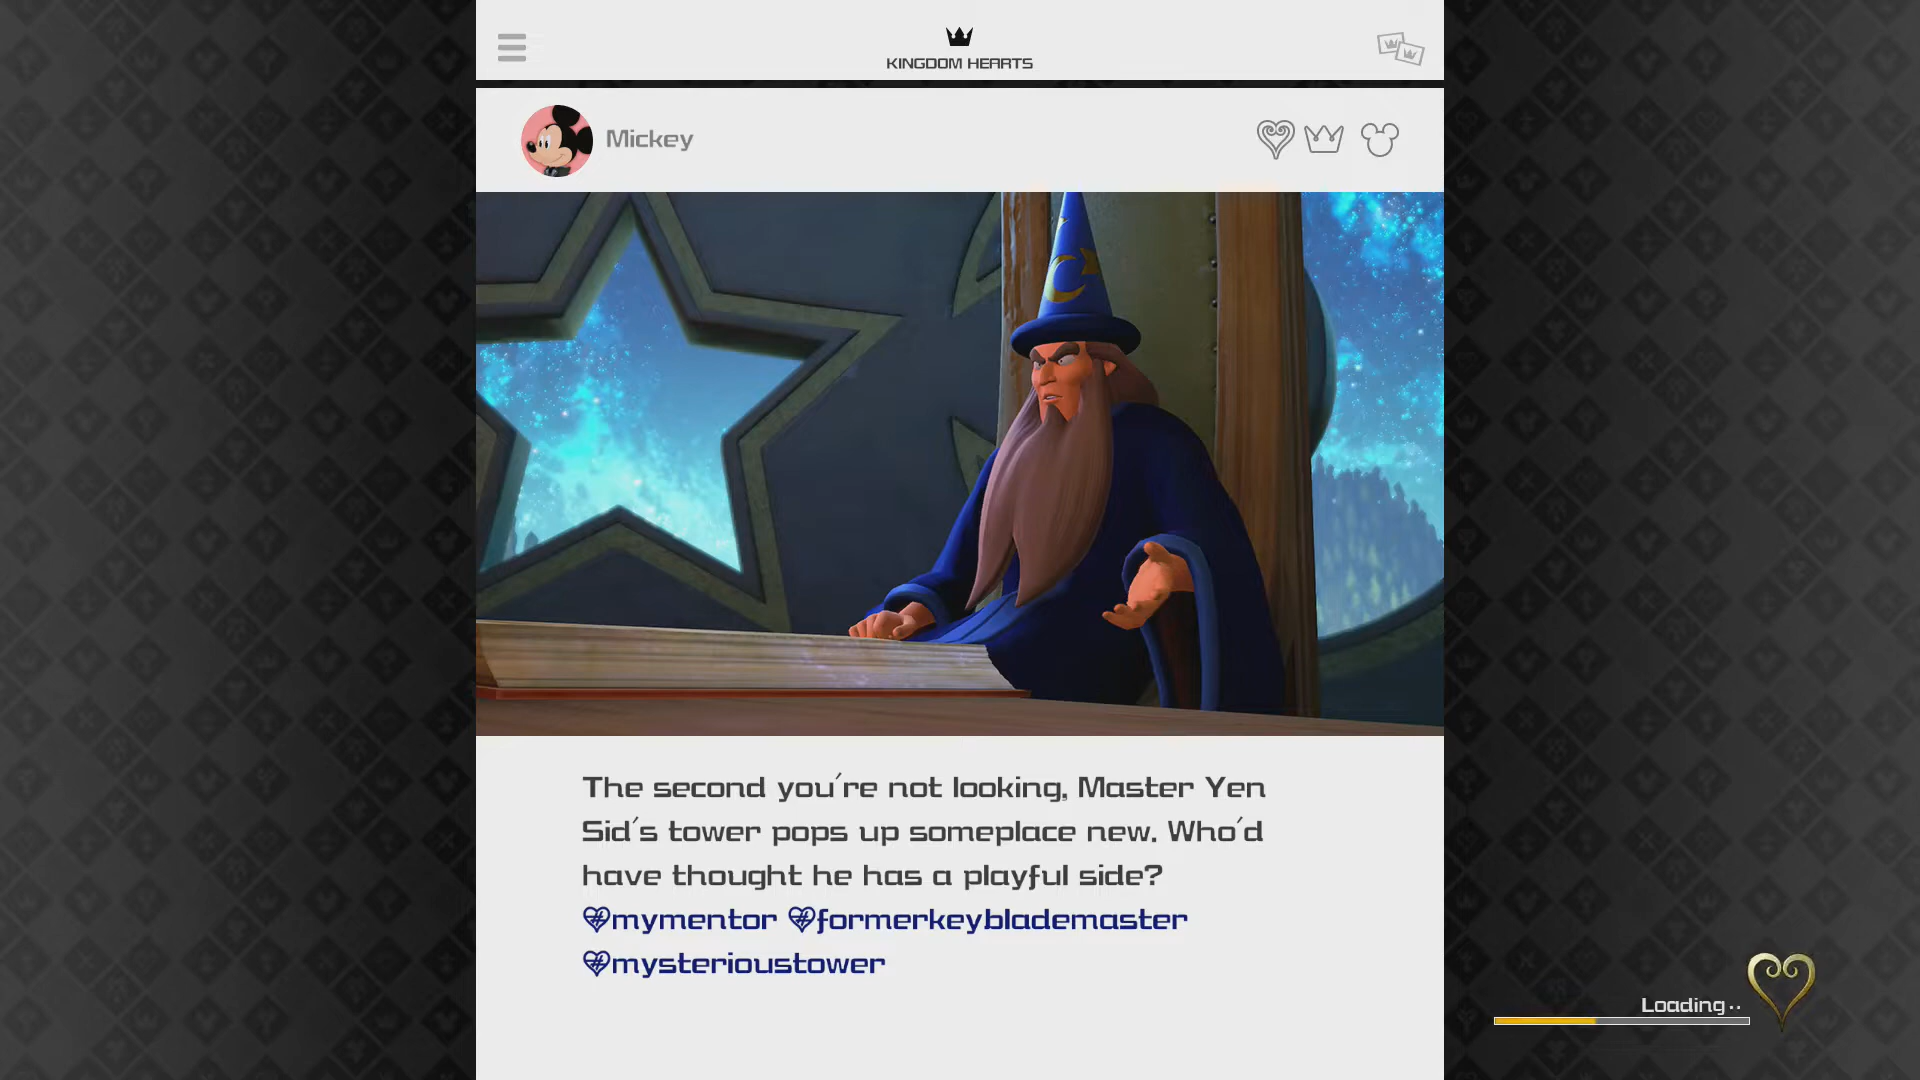 KINGDOM HEARTS
Mickey
The second you're not looking, Master Yen
Sid's tower pops up someplace new. Who'd
have thought he has a playful side?
#mymentor #formerkeyblademaster
#mysterioustower
Loading..